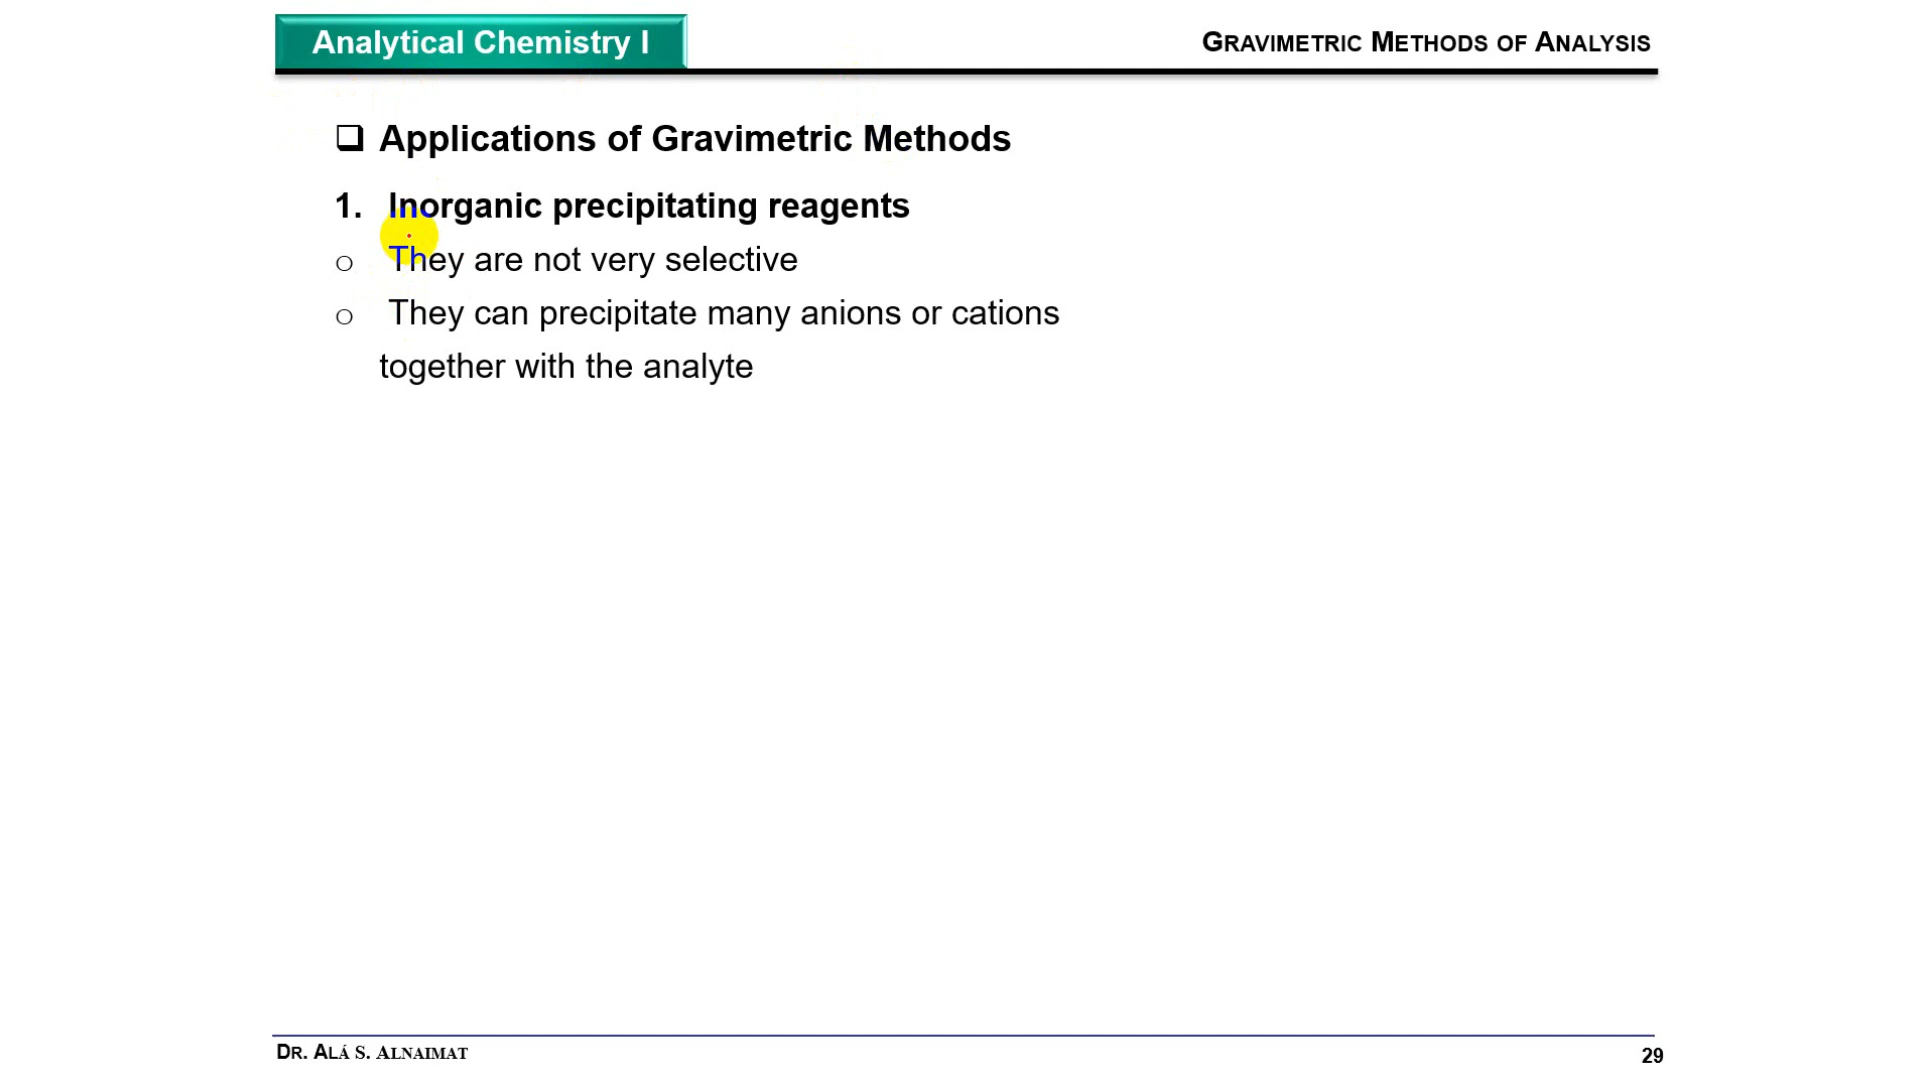 Analytical Chemistry I
GRAVIMETRIC METHODS OF ANALYSIS
❑ Applications of Gravimetric Methods
1. Inorganic precipitating reagents
o They are not very selective
o They can precipitate many anions or cations
together with the analyte
DR. ALÁ S. ALNAIMAT
29